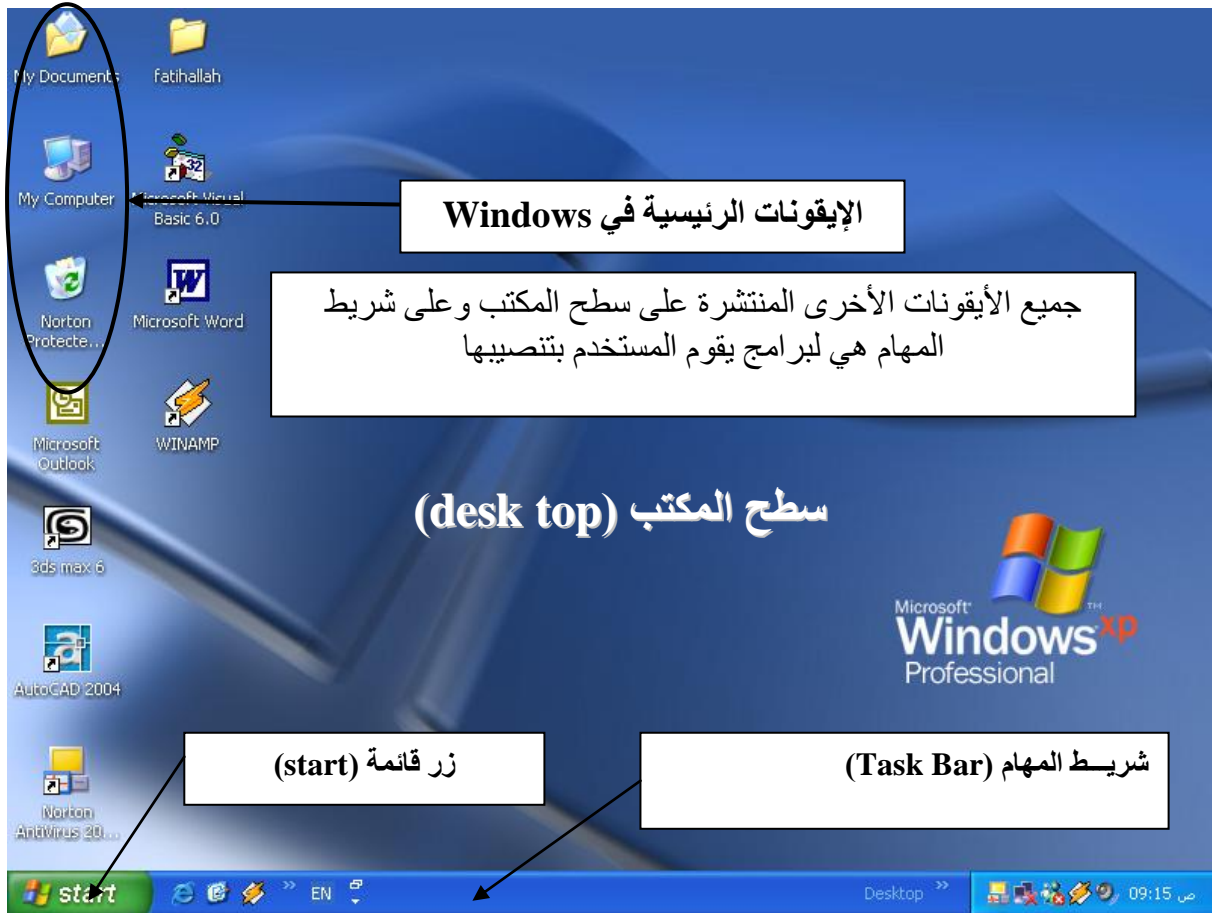 My Documents
fatihallah
My Computer
Microsoft Visual
Basic 6.0
الإيقونات الرئيسية في Windows
جميع الأيقونات الأخرى المنتشرة على سطح المكتب وعلى شريط
المهام هي لبرامج يقوم المستخدم بتنصيبها
Norton
Protecte...
Microsoft Word
Microsoft
Outlook
WINAMP
سطح المكتب (desk top)
3ds max 6
AutoCAD 2004
Microsoft
Windows xp
Professional
زر قائمة (start)
شريـــط المهام (Task Bar)
Norton
AntiVirus 20...
start
EN
Desktop
09:15 ص